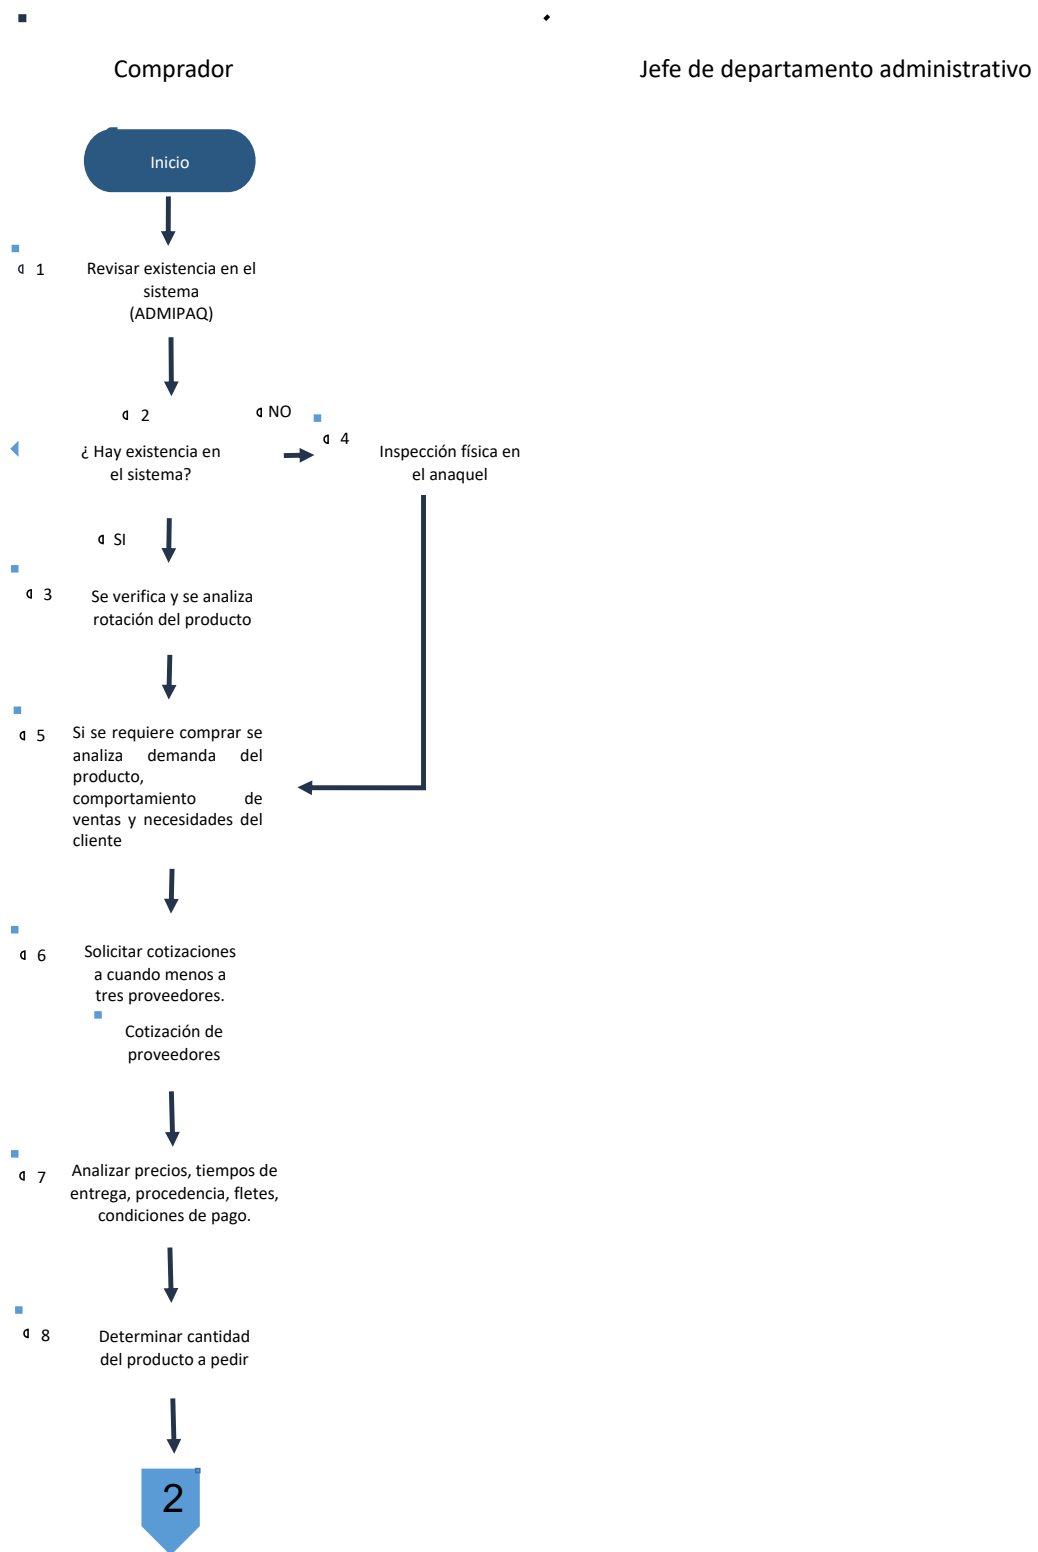 Comprador
Jefe de departamento administrativo
Inicio
1
Revisar existencia en el
sistema
(ADMIPAQ)
2
NO
¿ Hay existencia en
el sistema?
4
Inspección física en
el anaquel
SI
3
Se verifica y se analiza
rotación del producto
5
Si se requiere comprar se
analiza demanda del
producto,
comportamiento de
ventas y necesidades del
cliente
6
Solicitar cotizaciones
a cuando menos a
tres proveedores.
Cotización de
proveedores
7
Analizar precios, tiempos de
entrega, procedencia, fletes,
condiciones de pago.
8
Determinar cantidad
del producto a pedir
2